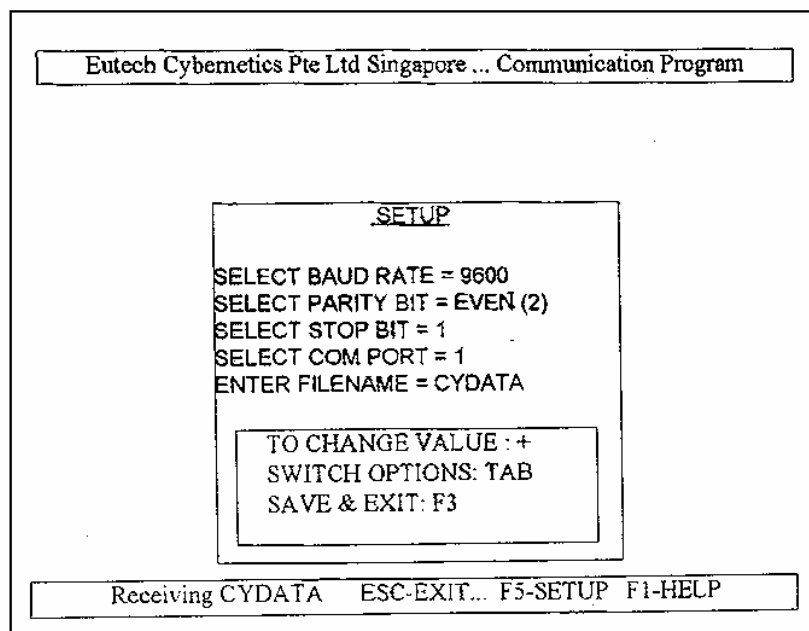 Eutech Cybernetics Pte Ltd Singapore ... Communication Program
SETUP
SELECT BAUD RATE = 9600
SELECT PARITY BIT = EVEN (2)
SELECT STOP BIT = 1
SELECT COM PORT = 1
ENTER FILENAME = CYDATA
TO CHANGE VALUE : +
SWITCH OPTIONS: TAB
SAVE & EXIT: F3
Receiving CYDATA ESC-EXIT... F5-SETUP F1-HELP